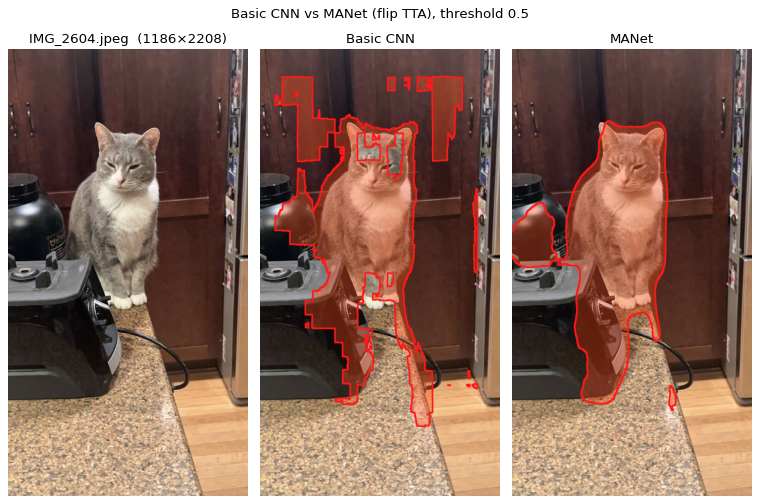 Basic CNN vs MANet (flip TTA), threshold 0.5
IMG_2604.jpeg (1186×2208)
Basic CNN
MANet